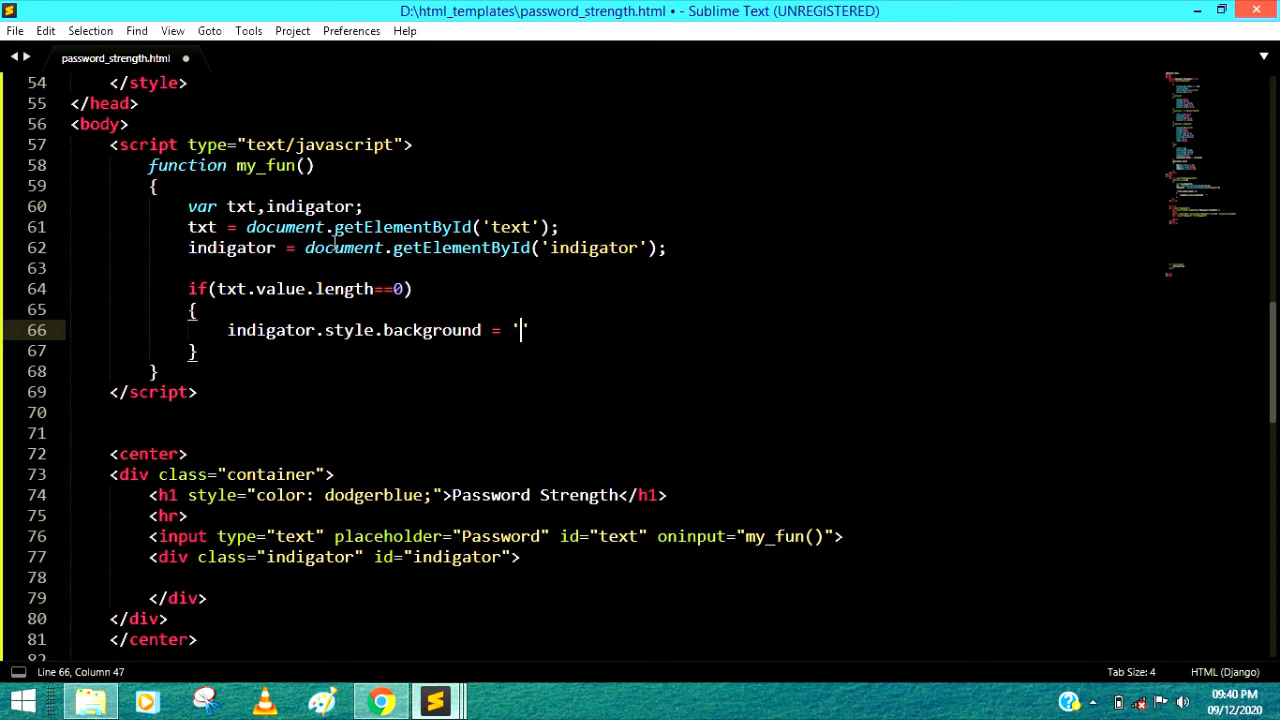 D:\html_templates\password_strength.html • - Sublime Text (UNREGISTERED)
File Edit Selection Find View Goto Tools Project Preferences Help
password_strength.html
54 </style>
55 </head>
56 <body>
57 <script type="text/javascript">
58 function my_fun()
59 {
60 var txt,indigator;
61 txt = document.getElementById('text');
62 indigator = document.getElementById('indigator');
63
64 if(txt.value.length==0)
65 {
66 indigator.style.background = ''
67 }
68 }
69 </script>
70
71
72 <center>
73 <div class="container">
74 <h1 style="color: dodgerblue;">Password Strength</h1>
75 <hr>
76 <input type="text" placeholder="Password" id="text" oninput="my_fun()">
77 <div class="indigator" id="indigator">
78
79 </div>
80 </div>
81 </center>
82
Line 66, Column 47 Tab Size: 4 HTML (Django)
09:40 PM
09/12/2020